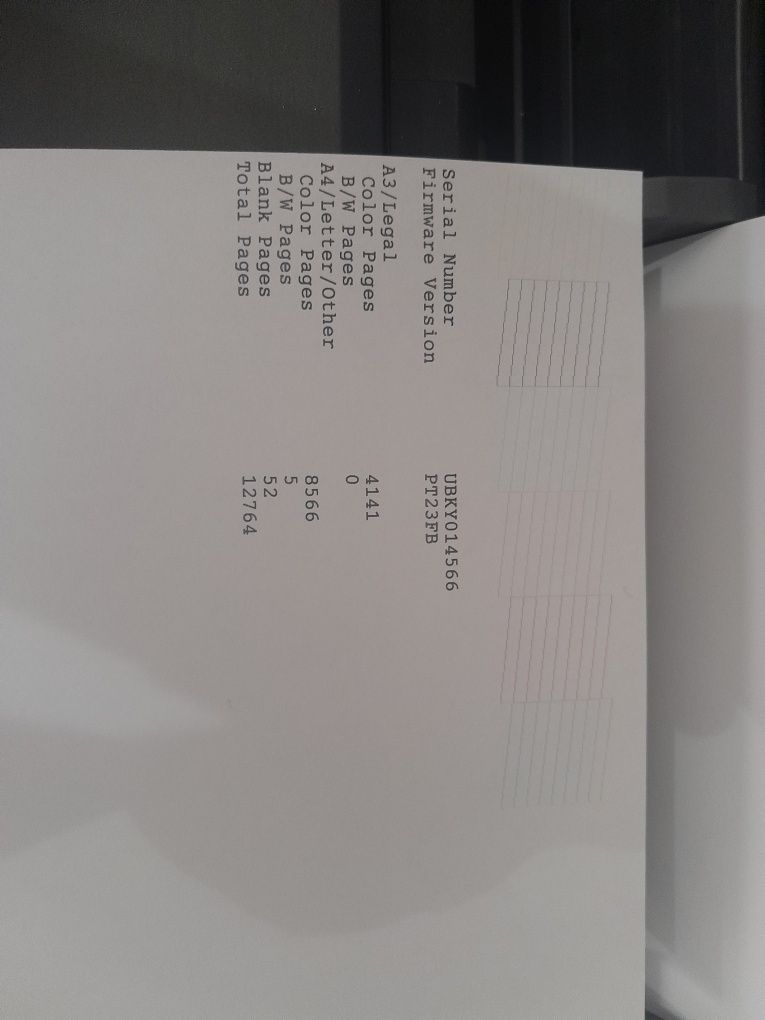 Serial Number UBKY014566
Firmware Version PT23FB
A3/Legal
Color Pages 4141
B/W Pages 0
A4/Letter/Other
Color Pages 8566
B/W Pages 5
Blank Pages 52
Total Pages 12764